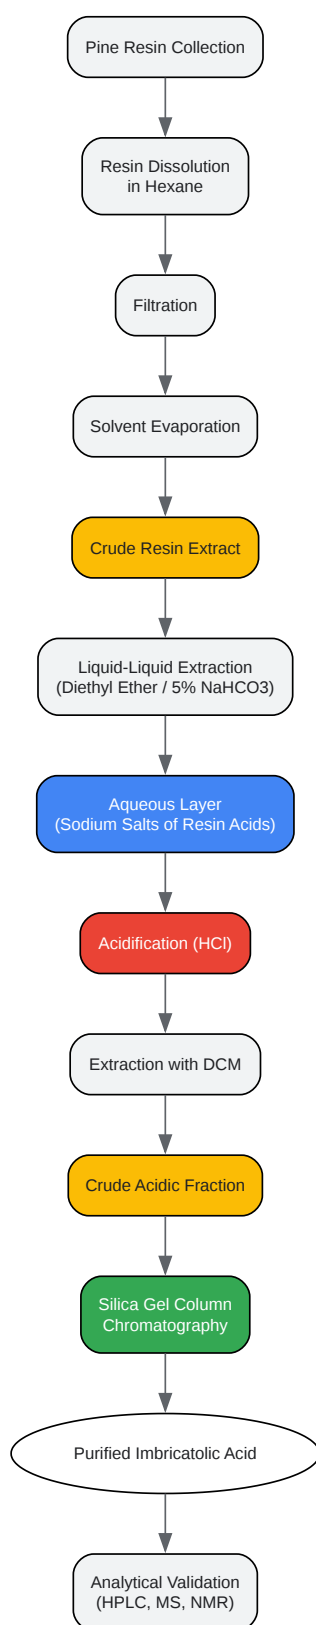 Pine Resin Collection
Resin Dissolution
in Hexane
Filtration
Solvent Evaporation
Crude Resin Extract
Liquid-Liquid Extraction
(Diethyl Ether / 5% NaHCO3)
Aqueous Layer
(Sodium Salts of Resin Acids)
Acidification (HCl)
Extraction with DCM
Crude Acidic Fraction
Silica Gel Column
Chromatography
Purified Imbricatolic Acid
Analytical Validation
(HPLC, MS, NMR)